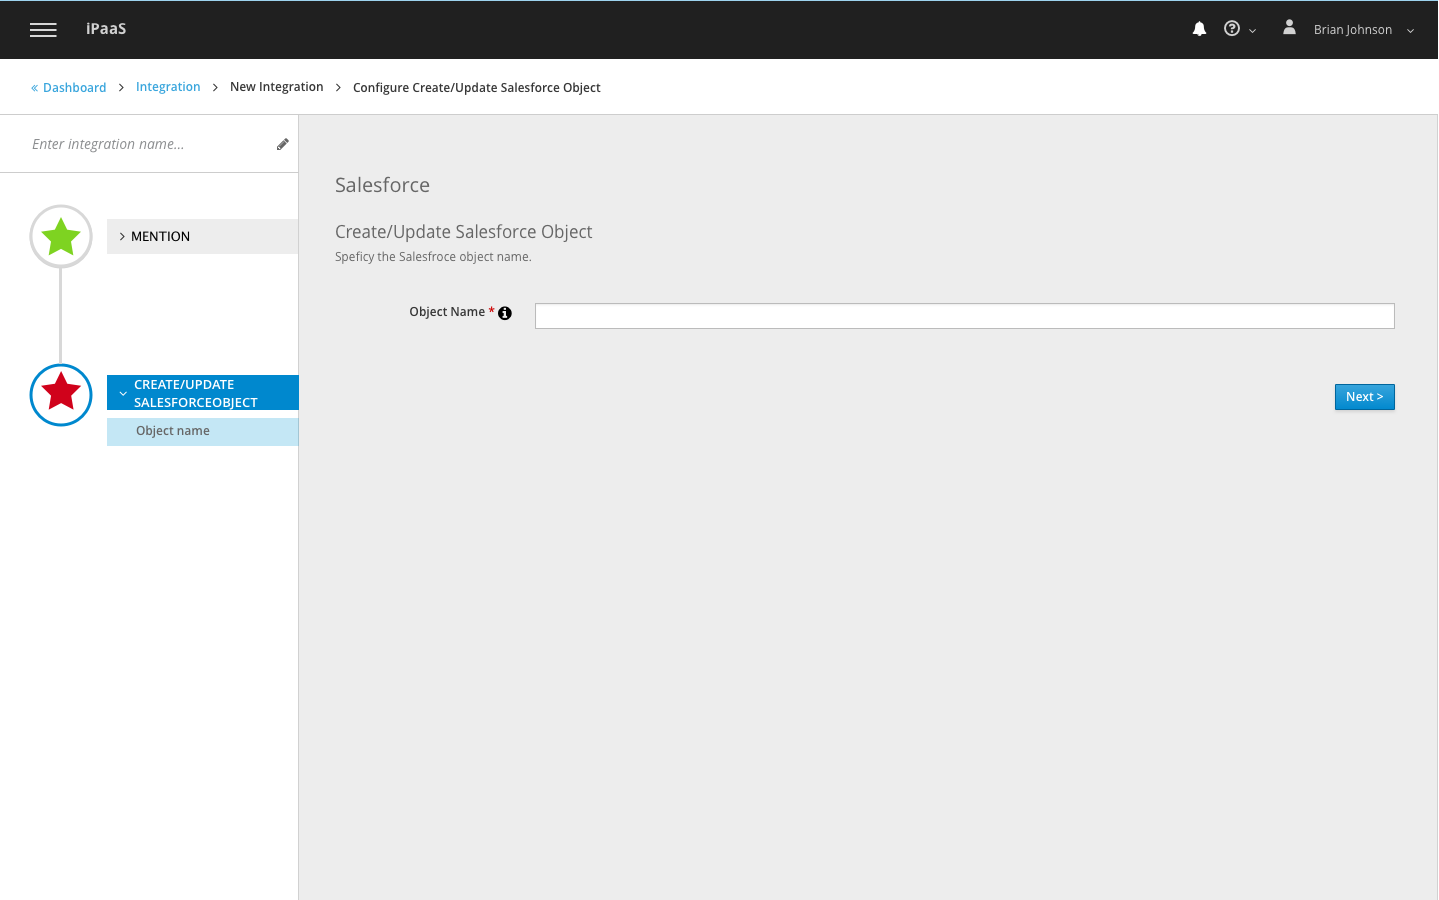 iPaaS
Brian Johnson
« Dashboard > Integration > New Integration > Configure Create/Update Salesforce Object
Enter integration name...
Salesforce
Create/Update Salesforce Object
Speficy the Salesfroce object name.
MENTION
Object Name *
CREATE/UPDATE
SALESFORCEOBJECT
Object name
Next >